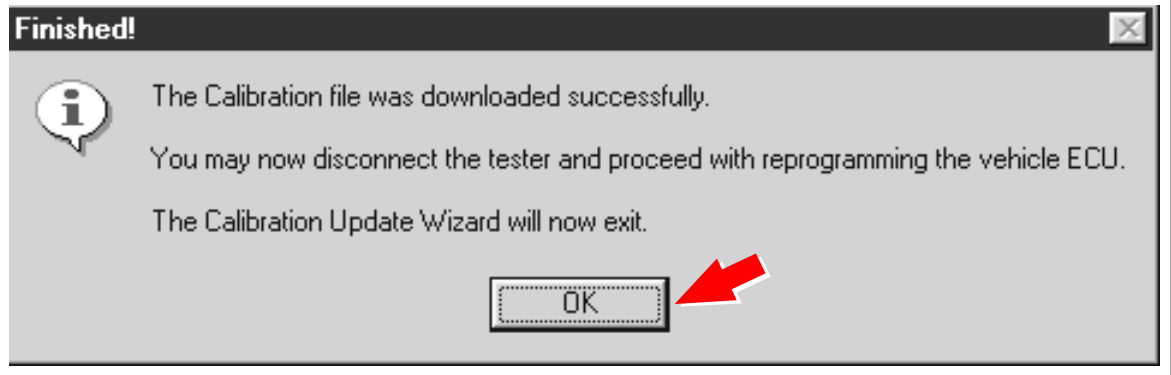 Finished!
The Calibration file was downloaded successfully.
You may now disconnect the tester and proceed with reprogramming the vehicle ECU.
The Calibration Update Wizard will now exit.
OK